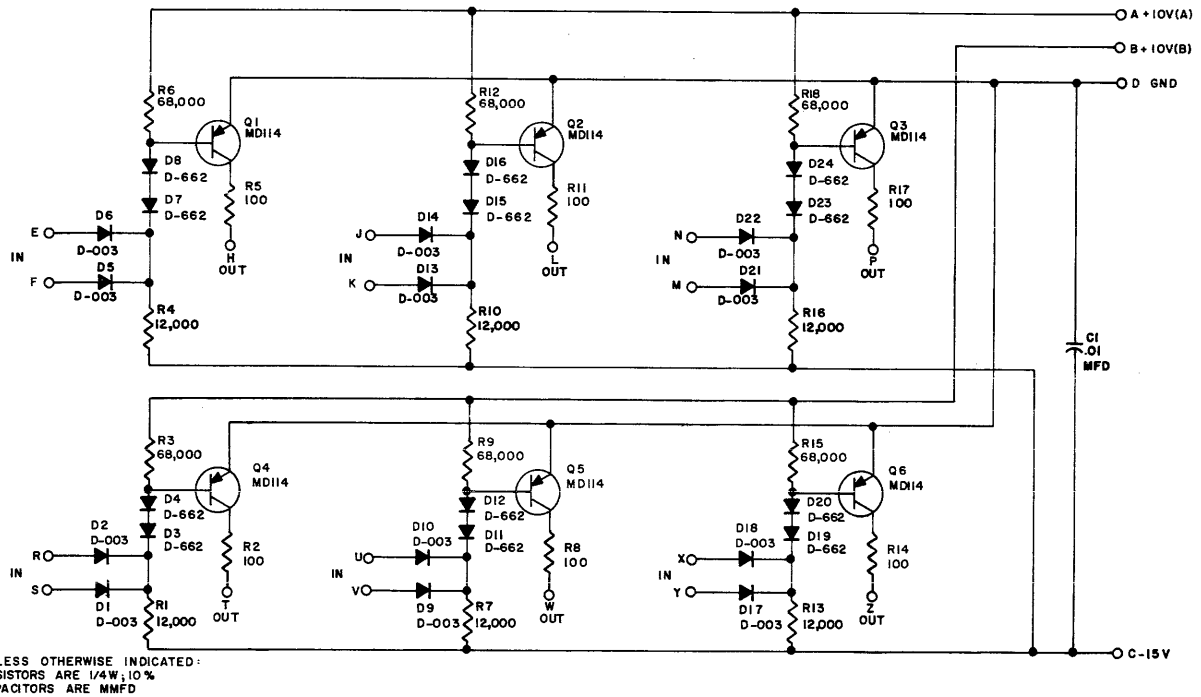 A +10V(A)
B +10V(B)
D GND
R6
68,000
Q1
MD114
D8
D-662
D7
D-662
R5
100
E
D6
D-003
IN
F
D5
D-003
H
OUT
R4
12,000
R12
68,000
Q2
MD114
D16
D-662
D15
D-662
R11
100
J
D14
D-003
IN
K
D13
D-003
L
OUT
R10
12,000
R18
68,000
Q3
MD114
D24
D-662
D23
D-662
R17
100
N
D22
D-003
IN
M
D21
D-003
P
OUT
R16
12,000
C1
.01
MFD
R3
68,000
Q4
MD114
D4
D-662
D3
D-662
R2
100
R
D2
D-003
IN
S
D1
D-003
T
OUT
R1
12,000
R9
68,000
Q5
MD114
D12
D-662
D11
D-662
R8
100
U
D10
D-003
IN
V
D9
D-003
W
OUT
R7
12,000
R15
68,000
Q6
MD114
D20
D-662
D19
D-662
R14
100
X
D18
D-003
IN
Y
D17
D-003
Z
OUT
R13
12,000
C-15V
LESS OTHERWISE INDICATED:
SISTORS ARE 1/4W; 10%
PACITORS ARE MMFD